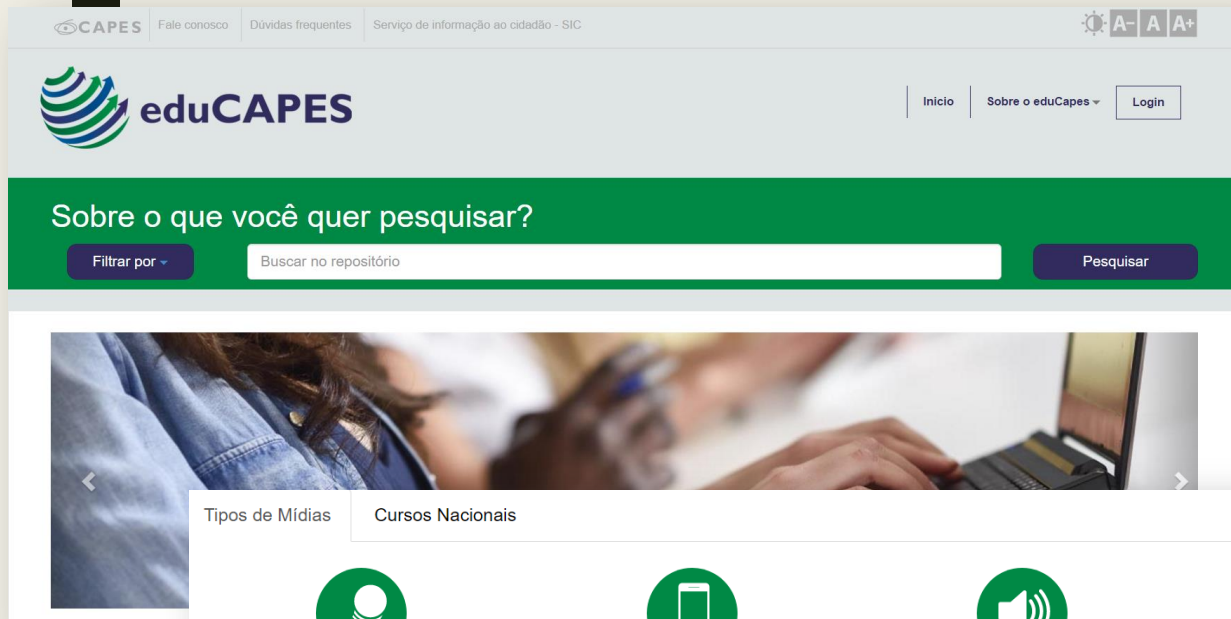 CAPES Fale conosco Dúvidas frequentes Serviço de informação ao cidadão - SIC A- A A+
eduCAPES
Inicio Sobre o eduCapes Login
Sobre o que você quer pesquisar?
Filtrar por Buscar no repositório Pesquisar
Tipos de Mídias Cursos Nacionais